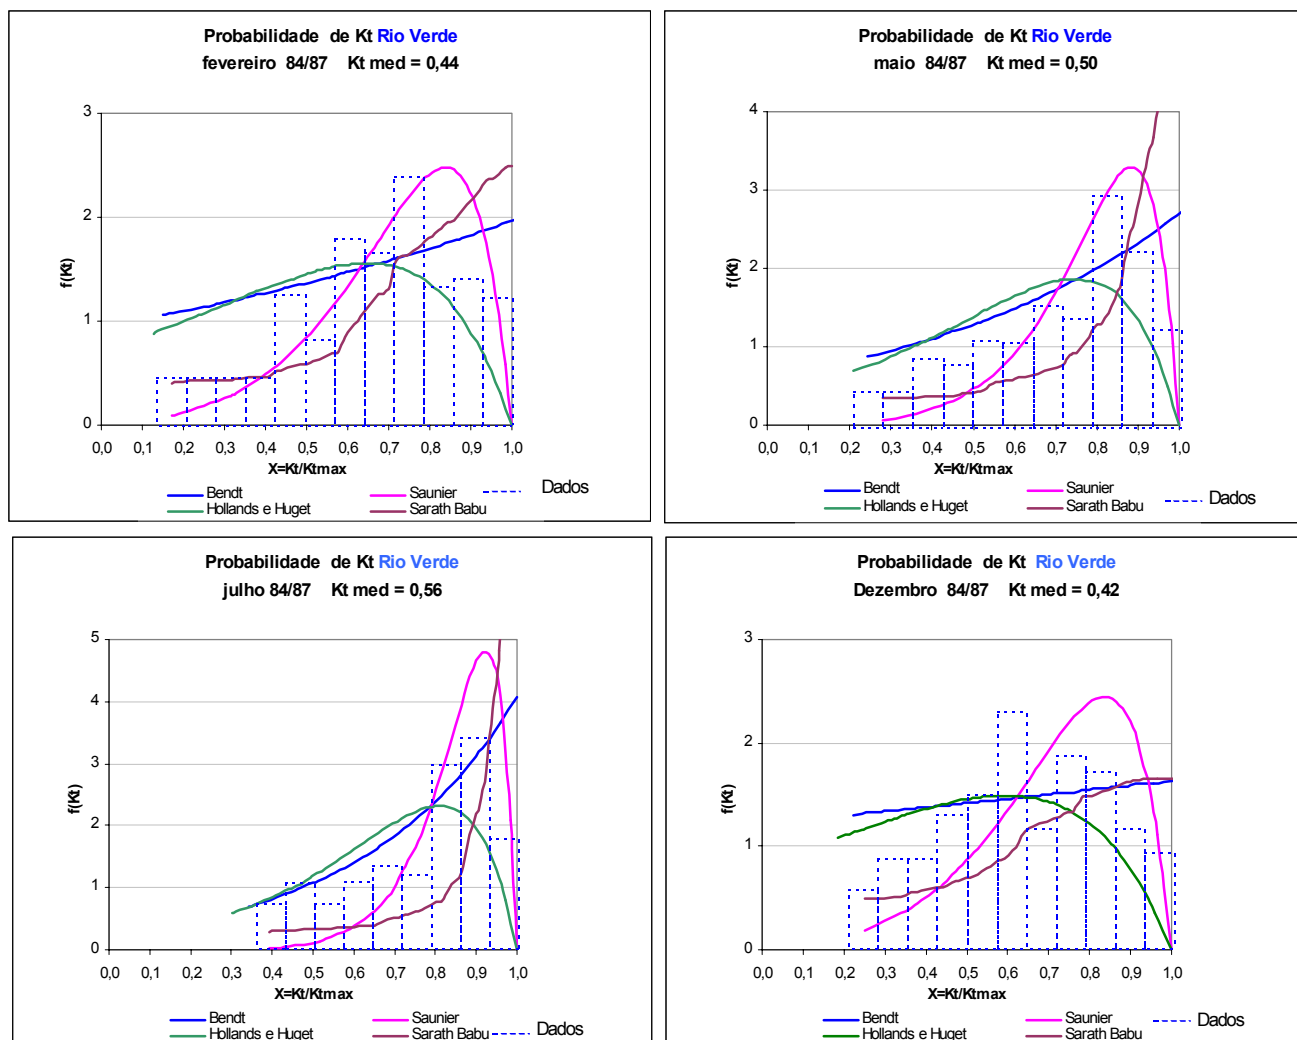 Probabilidade de Kt Rio Verde
fevereiro 84/87 Kt med = 0,44
f(Kt)
3
2
1
0
0,0 0,1 0,2 0,3 0,4 0,5 0,6 0,7 0,8 0,9 1,0
X=Kt/Ktmax
Bendt Saunier Dados
Hollands e Huget Sarath Babu
Probabilidade de Kt Rio Verde
maio 84/87 Kt med = 0,50
f(Kt)
4
3
2
1
0
0,0 0,1 0,2 0,3 0,4 0,5 0,6 0,7 0,8 0,9 1,0
X=Kt/Ktmax
Bendt Saunier Dados
Hollands e Huget Sarath Babu
Probabilidade de Kt Rio Verde
julho 84/87 Kt med = 0,56
f(Kt)
5
4
3
2
1
0
0,0 0,1 0,2 0,3 0,4 0,5 0,6 0,7 0,8 0,9 1,0
X=Kt/Ktmax
Bendt Saunier Dados
Hollands e Huget Sarath Babu
Probabilidade de Kt Rio Verde
Dezembro 84/87 Kt med = 0,42
f(Kt)
3
2
1
0
0,0 0,1 0,2 0,3 0,4 0,5 0,6 0,7 0,8 0,9 1,0
X=Kt/Ktmax
Bendt Saunier Dados
Hollands e Huget Sarath Babu